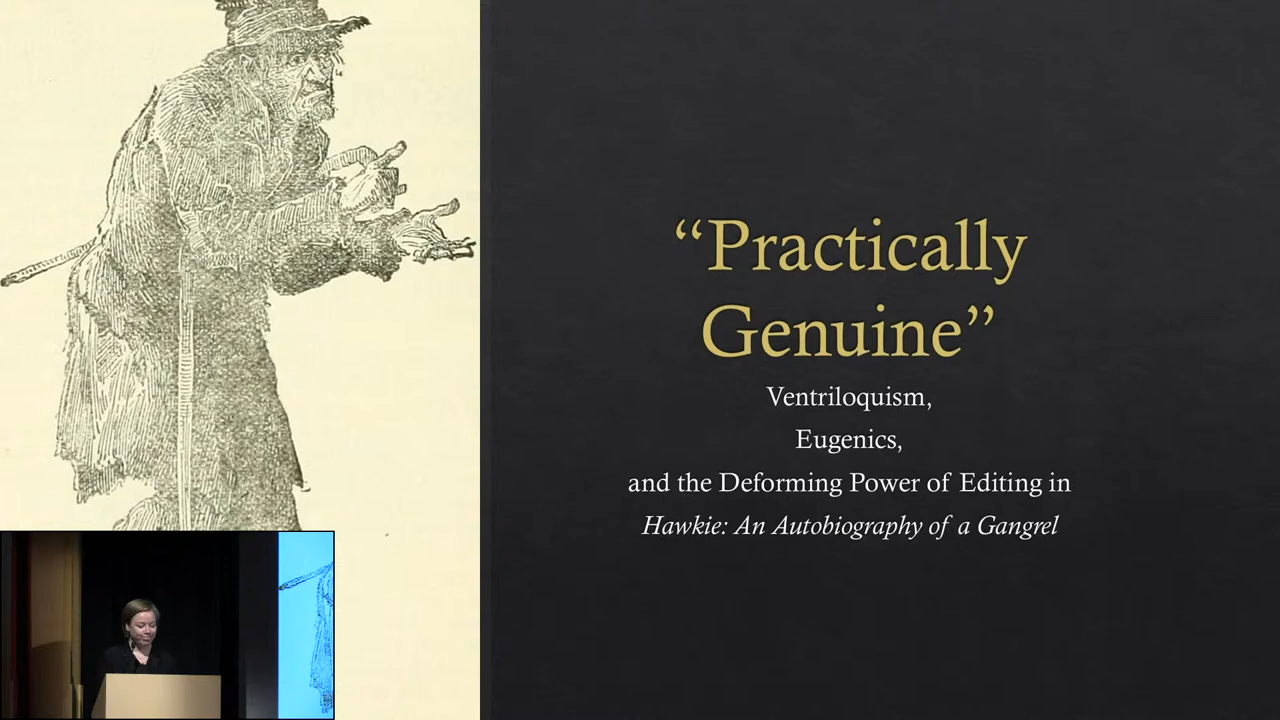 “Practically
Genuine”
Ventriloquism,
Eugenics,
and the Deforming Power of Editing in
Hawkie: An Autobiography of a Gangrel